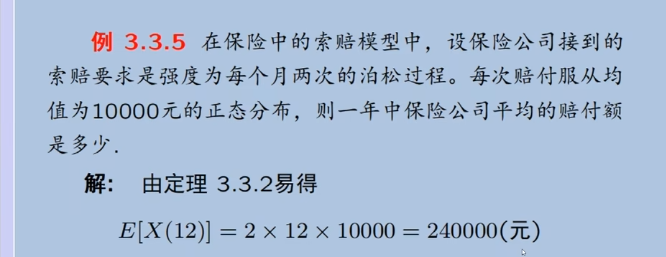 例 3.3.5 在保险中的索赔模型中，设保险公司接到的
索赔要求是强度为每个月两次的泊松过程。每次赔付服从均
值为10000元的正态分布，则一年中保险公司平均的赔付额
是多少.
解: 由定理 3.3.2易得
E[X(12)] = 2 × 12 × 10000 = 240000(元)